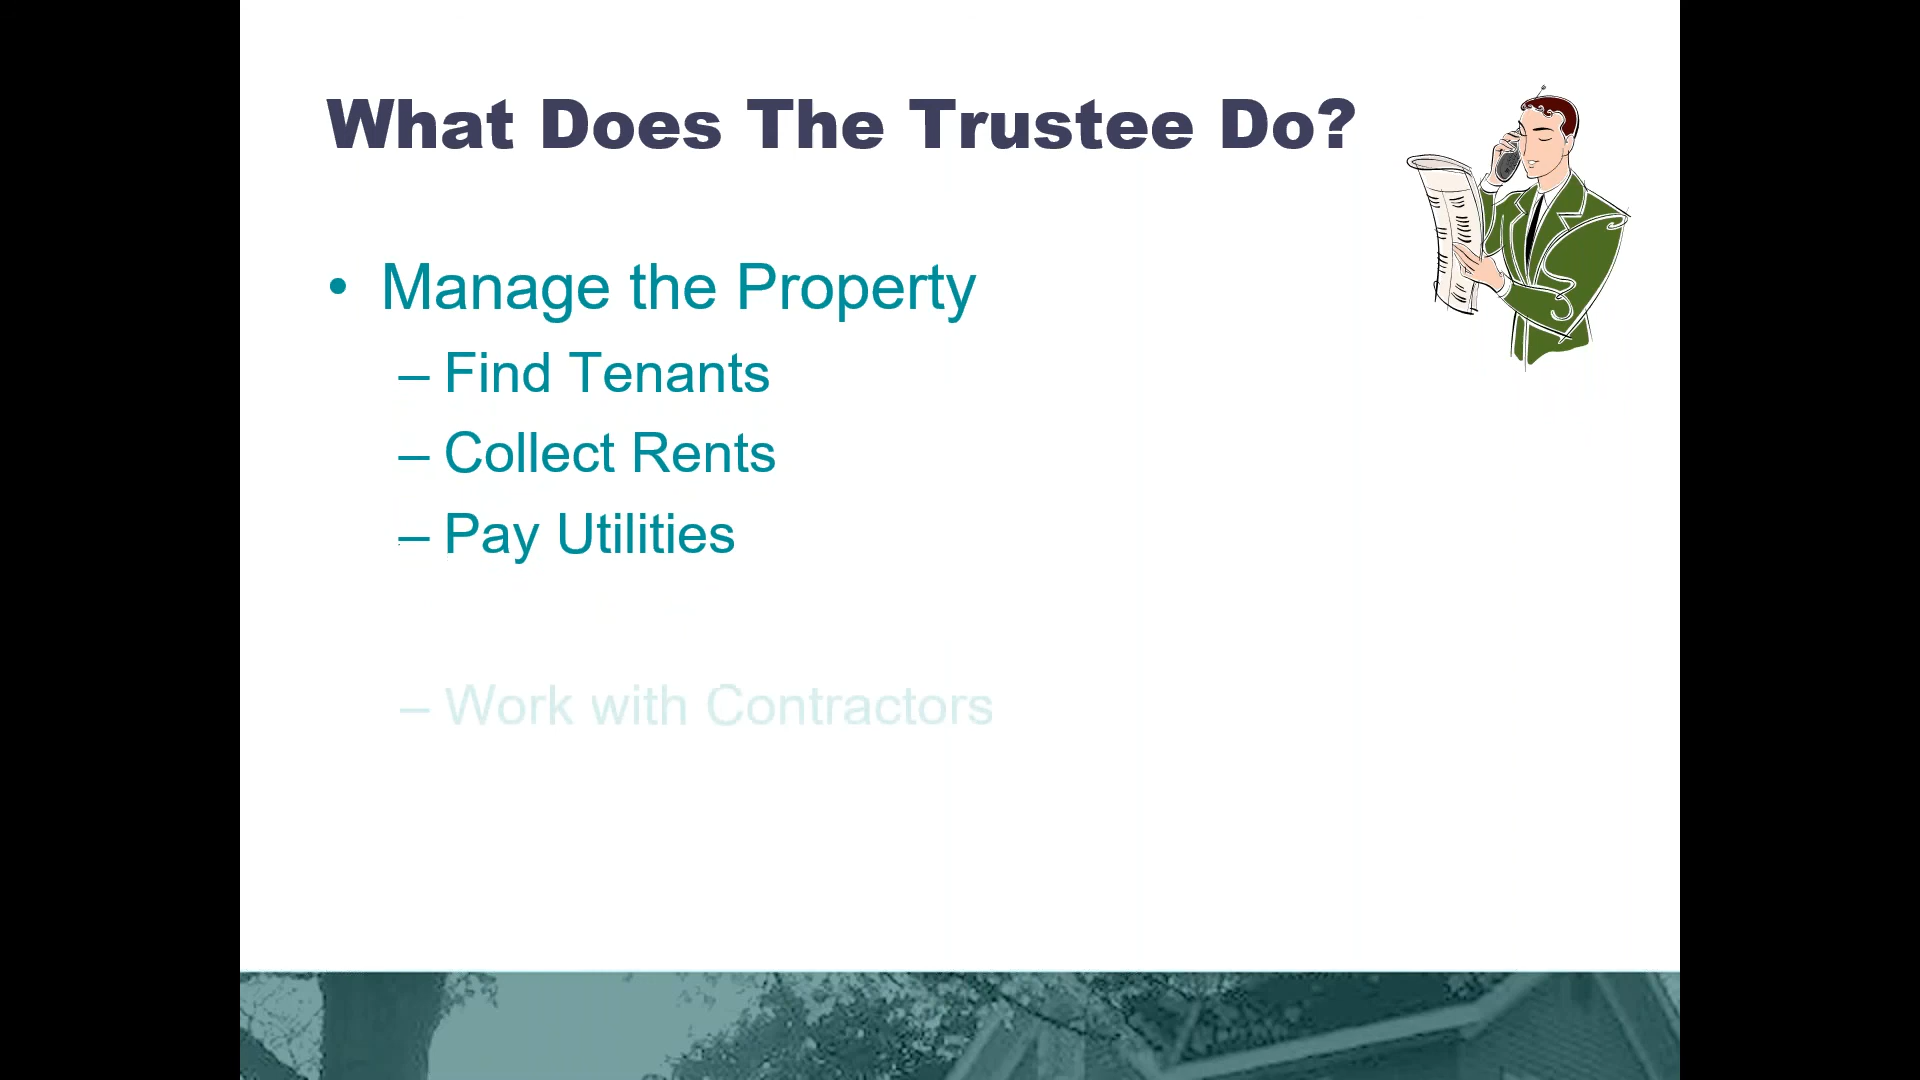 What Does The Trustee Do?
• Manage the Property
– Find Tenants
– Collect Rents
– Pay Utilities
– Work with Contractors